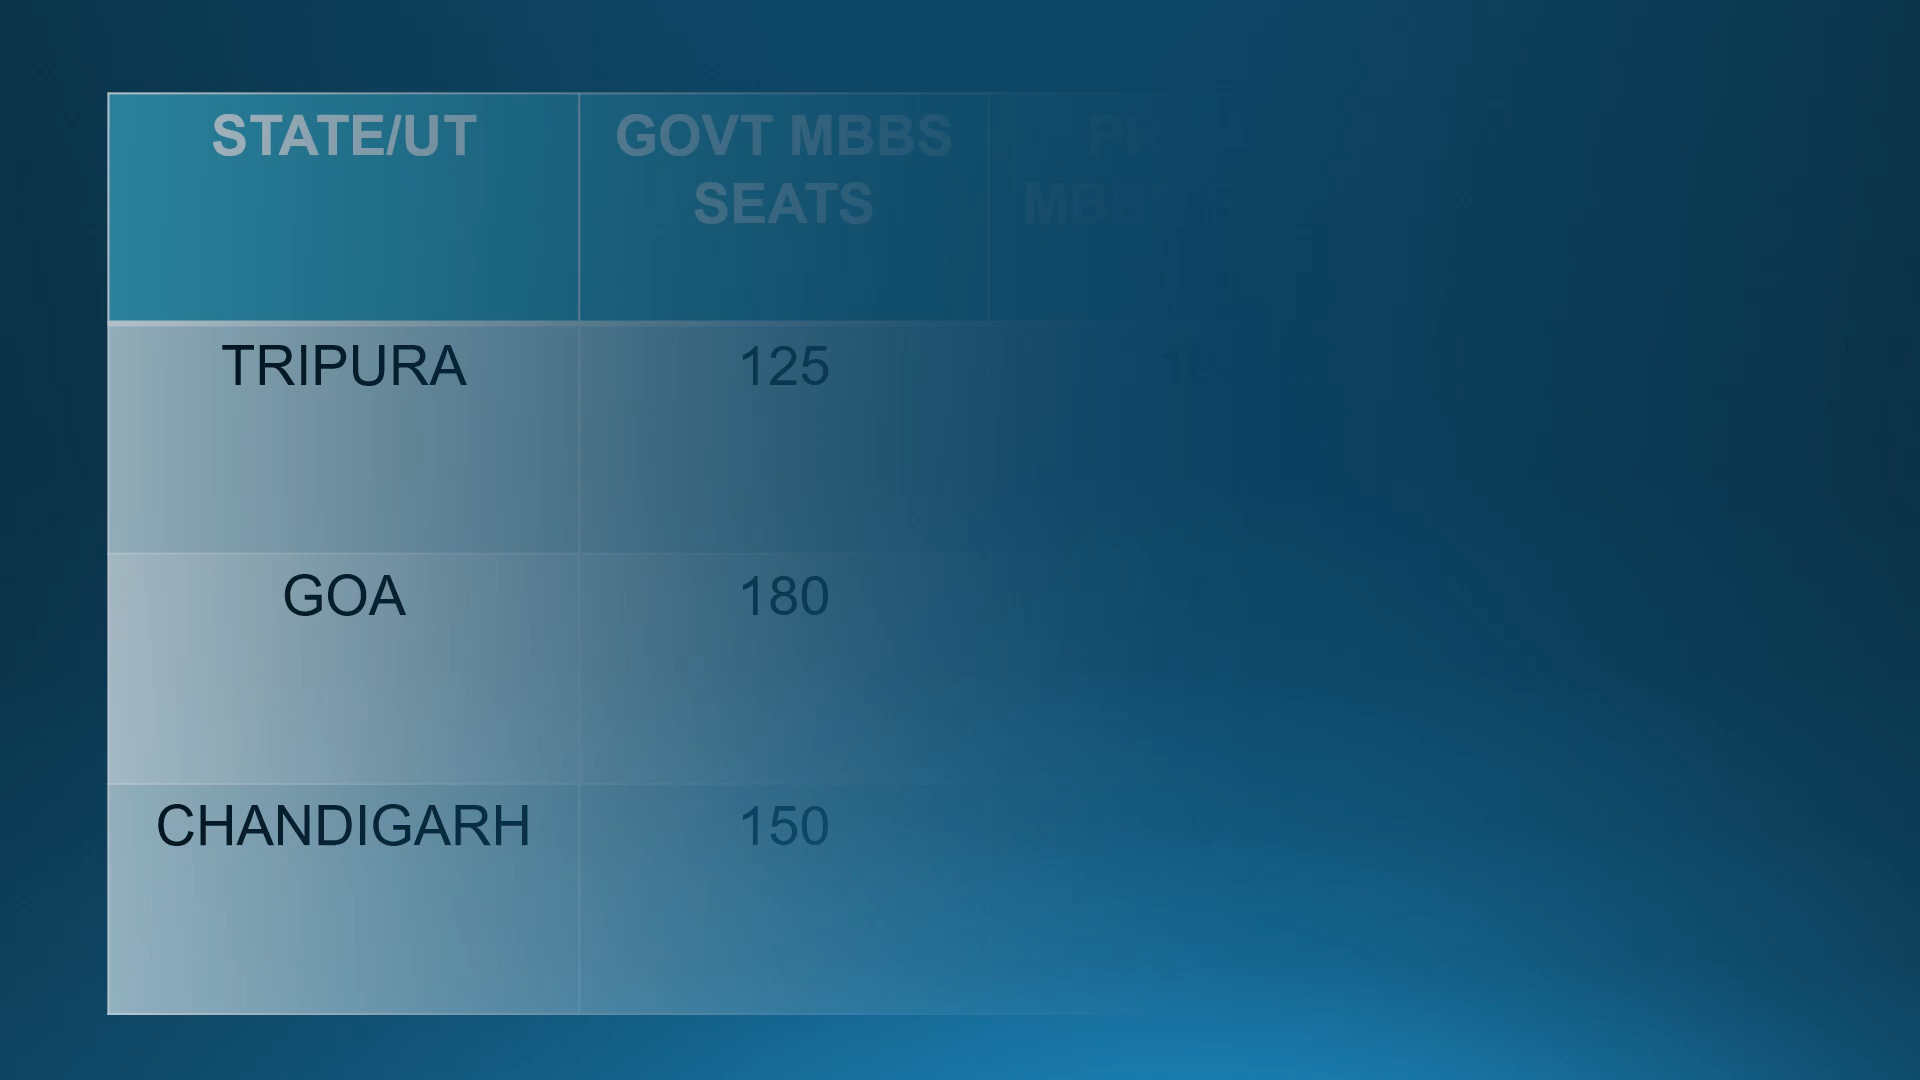 STATE/UT
GOVT MBBS
SEATS
TRIPURA
125
GOA
180
CHANDIGARH
150